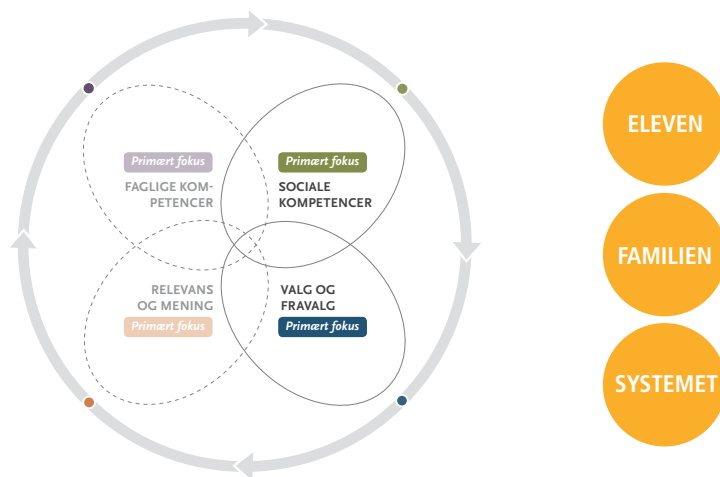 Primært fokus
FAGLIGE KOM-
PETENCER
Primært fokus
SOCIALE
KOMPETENCER
RELEVANS
OG MENING
Primært fokus
VALG OG
FRAVALG
Primært fokus
ELEVEN
FAMILIEN
SYSTEMET